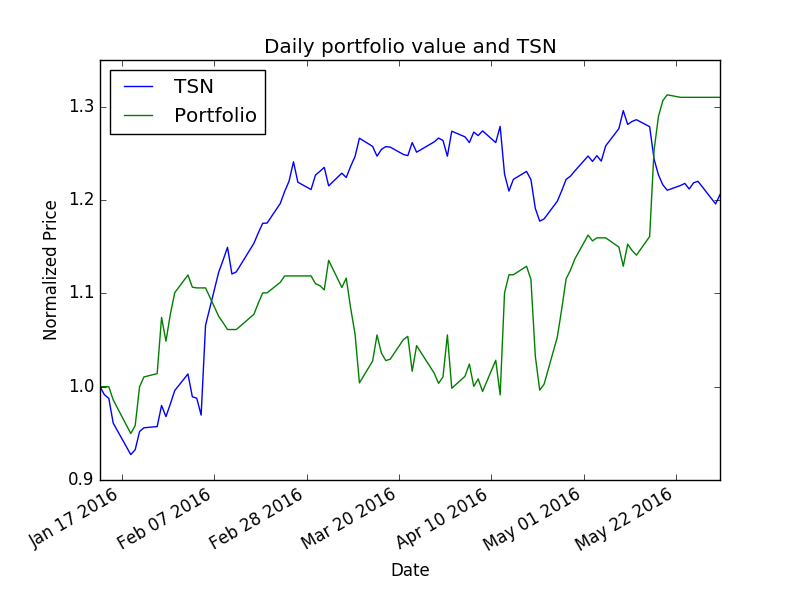 Daily portfolio value and TSN
TSN
Portfolio
Normalized Price
1.3
1.2
1.1
1.0
0.9
Jan 17 2016
Feb 07 2016
Feb 28 2016
Mar 20 2016
Apr 10 2016
May 01 2016
May 22 2016
Date